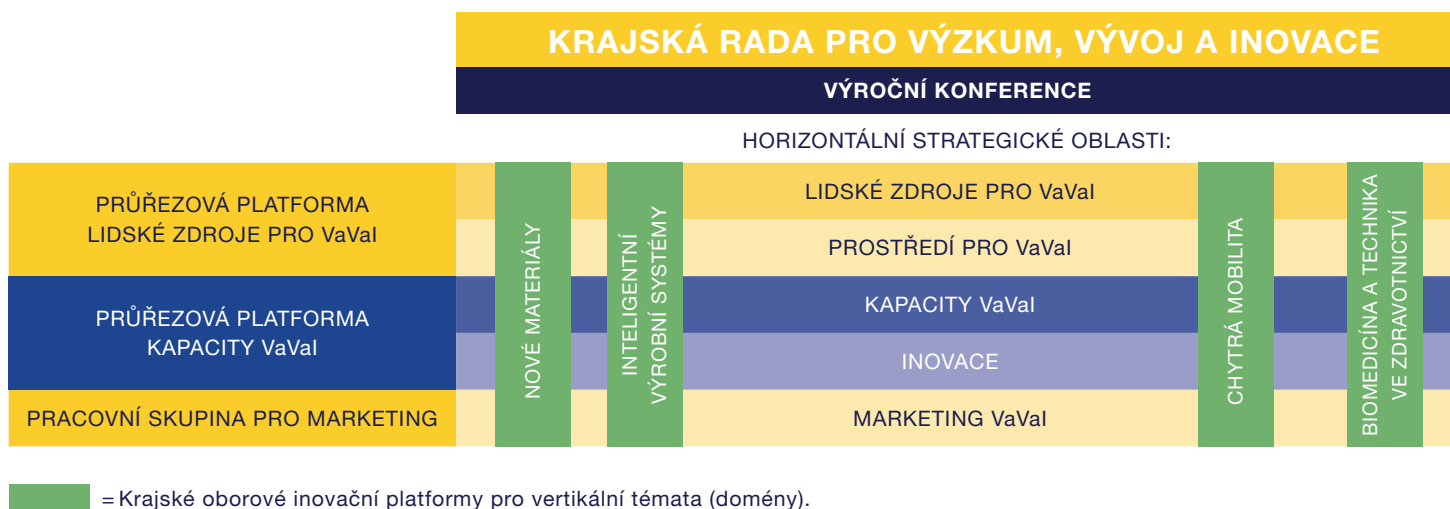 KRAJSKÁ RADA PRO VÝZKUM, VÝVOJ A INOVACE
VÝROČNÍ KONFERENCE
HORIZONTÁLNÍ STRATEGICKÉ OBLASTI:
PRŮŘEZOVÁ PLATFORMA
LIDSKÉ ZDROJE PRO VaVaI
PRŮŘEZOVÁ PLATFORMA
KAPACITY VaVaI
PRACOVNÍ SKUPINA PRO MARKETING
NOVÉ MATERIÁLY
INTELIGENTNÍ
VÝROBNÍ SYSTÉMY
LIDSKÉ ZDROJE PRO VaVaI
PROSTŘEDÍ PRO VaVaI
KAPACITY VaVaI
INOVACE
MARKETING VaVaI
CHYTRÁ MOBILITA
BIOMEDICÍNA A TECHNIKA
VE ZDRAVOTNICTVÍ
= Krajské oborové inovační platformy pro vertikální témata (domény).